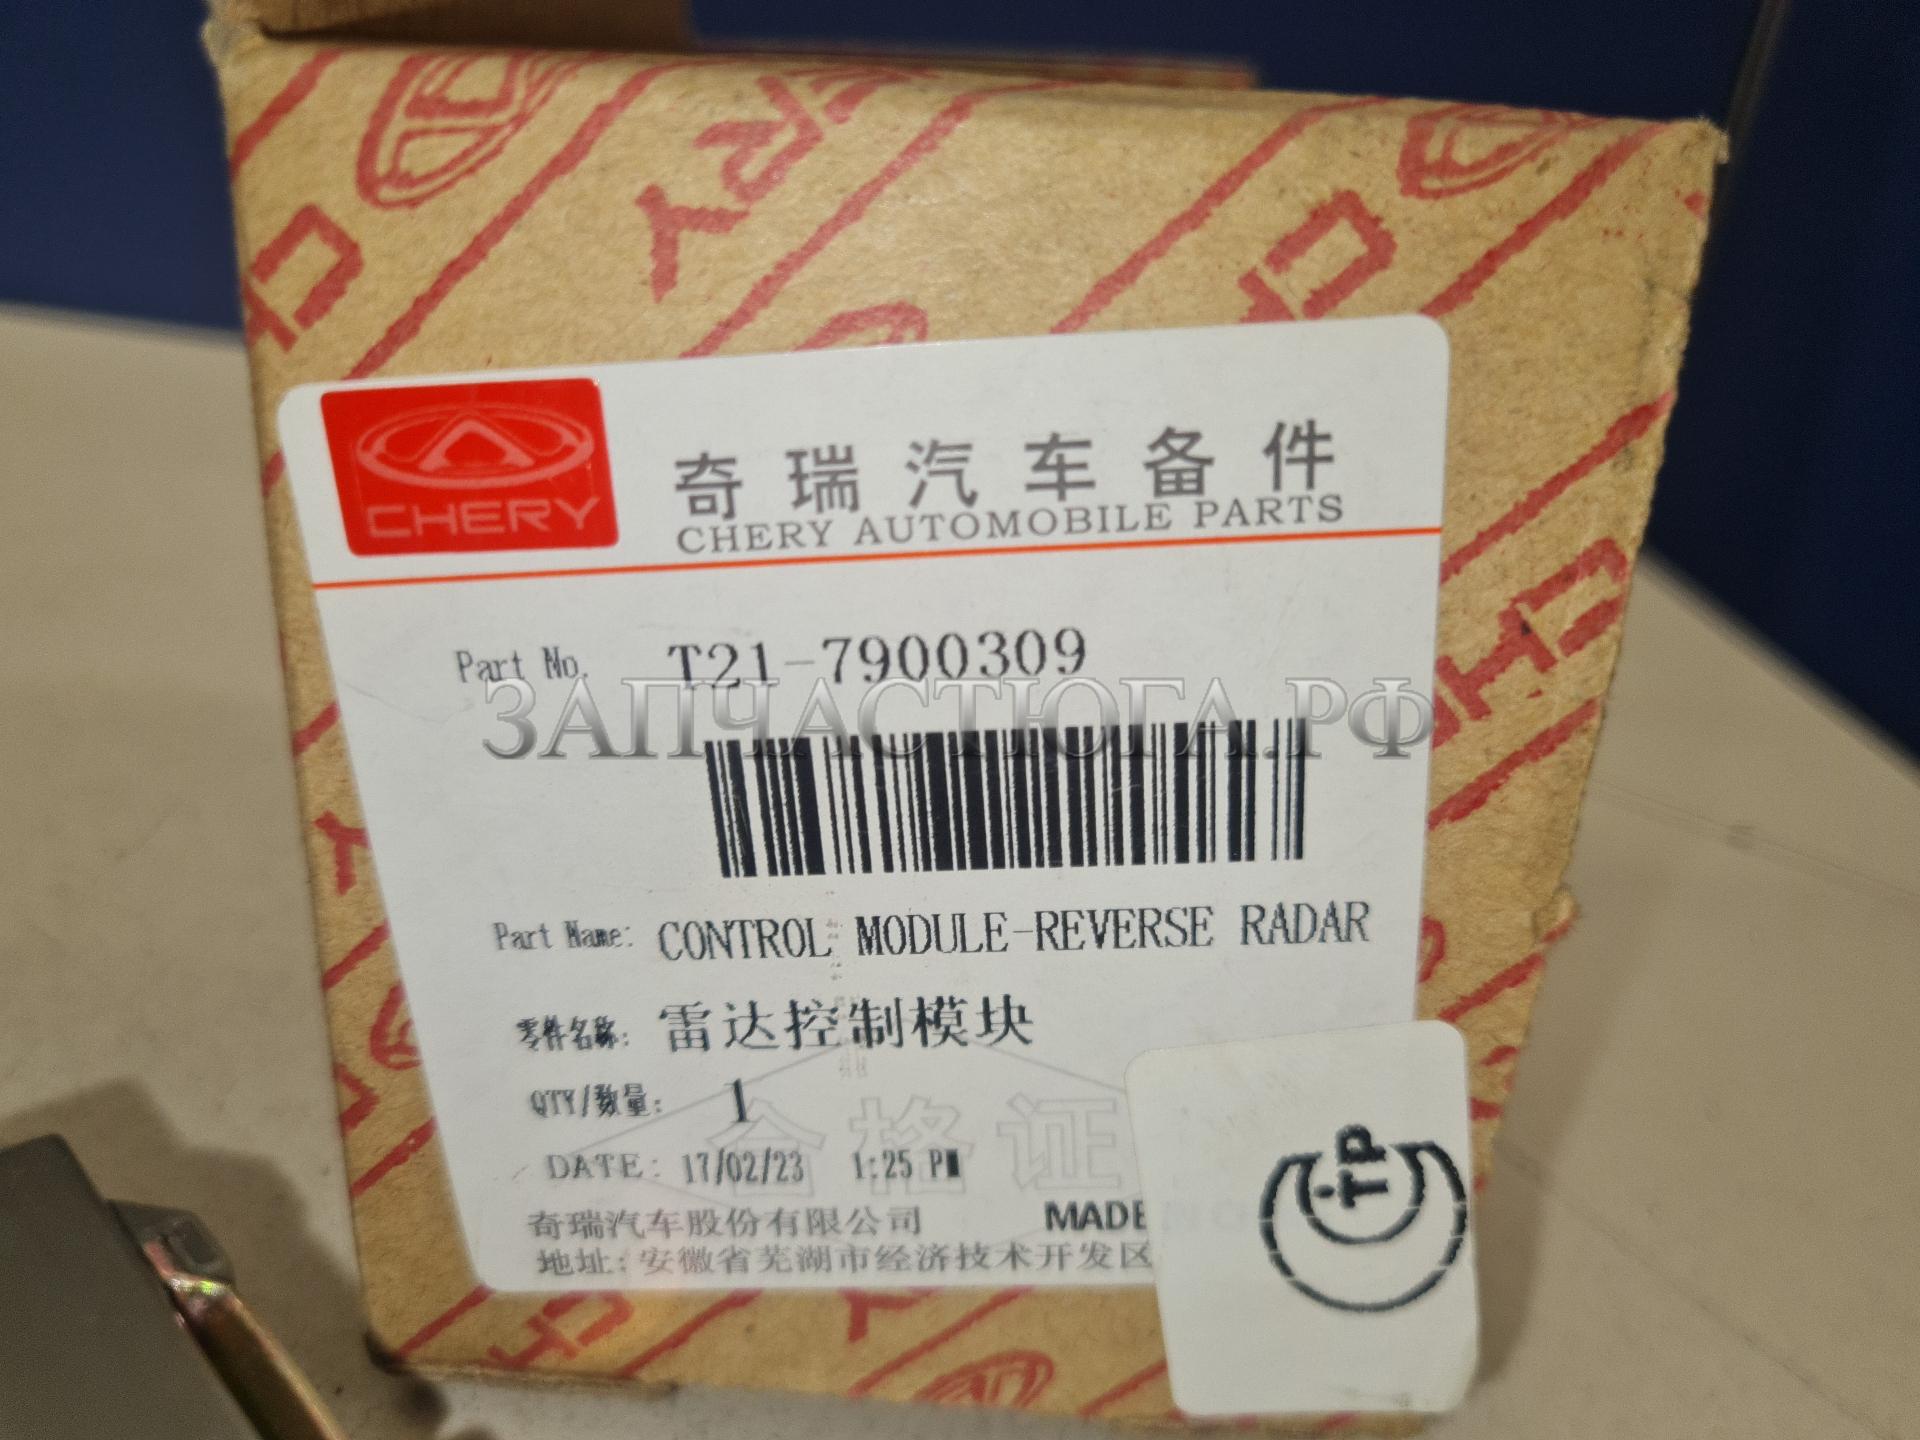 CHERY
奇瑞汽车备件
CHERY AUTOMOBILE PARTS
Part No. T21-7900309
ЗАПЧАСТЮГА.РФ
Part Name: CONTROL MODULE-REVERSE RADAR
零件名称: 雷达控制模块
QTY/数量: 1
合格证
DATE: 17/02/23 1:25 PM
奇瑞汽车股份有限公司 MADE IN
地址: 安徽省芜湖市经济技术开发区